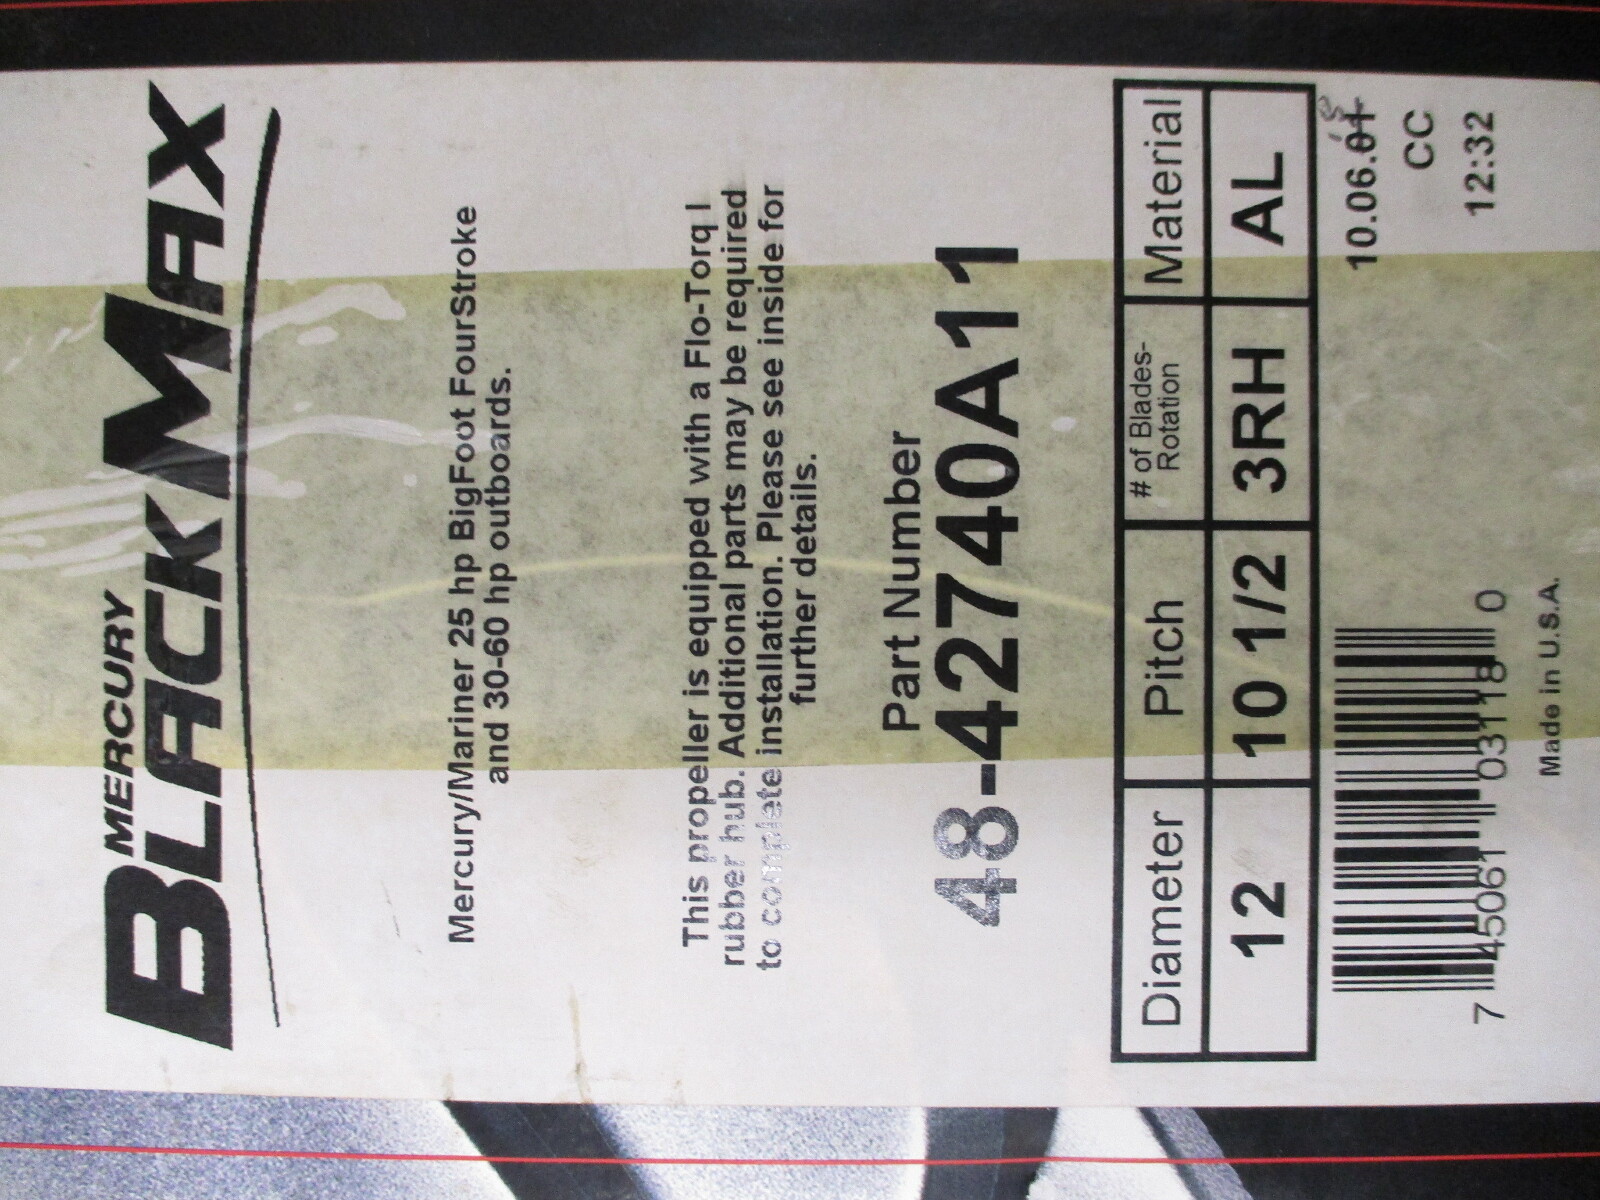 MERCURY
BLACKMAX
Mercury/Mariner 25 hp BigFoot FourStroke
and 30-60 hp outboards.
This propeller is equipped with a Flo-Torq I
rubber hub. Additional parts may be required
to complete installation. Please see inside for
further details.
Part Number
48-42740A11
Diameter Pitch # of Blades- Rotation Material
12 10 1/2 3RH AL
7 45061 03118 0
10.06.01
CC
12:32
Made in U.S.A.